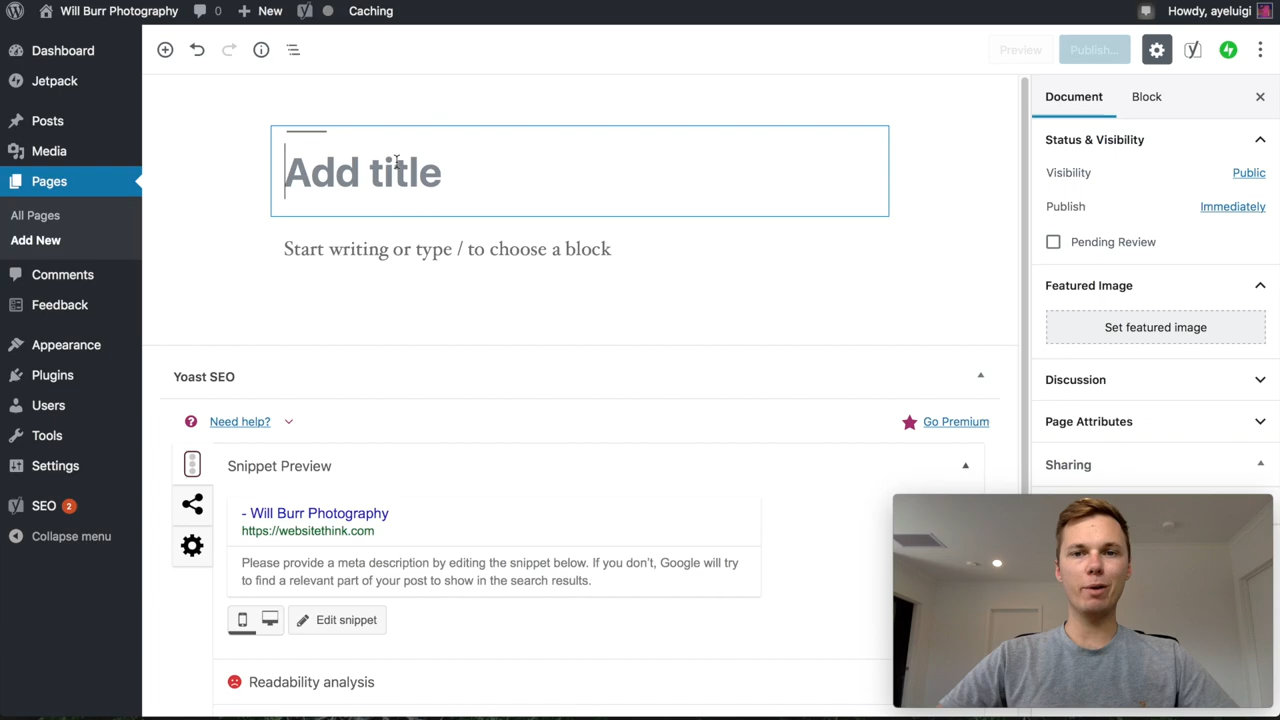 Will Burr Photography 0 New Caching Howdy, ayeluigi
Dashboard
Jetpack
Posts
Media
Pages
All Pages
Add New
Comments
Feedback
Appearance
Plugins
Users
Tools
Settings
SEO 2
Collapse menu
Preview Publish...
Add title
Start writing or type / to choose a block
Yoast SEO
Need help? Go Premium
Snippet Preview
- Will Burr Photography
https://websitethink.com
Please provide a meta description by editing the snippet below. If you don't, Google will try
to find a relevant part of your post to show in the search results.
Edit snippet
Readability analysis
Document Block
Status & Visibility
Visibility Public
Publish Immediately
Pending Review
Featured Image
Set featured image
Discussion
Page Attributes
Sharing